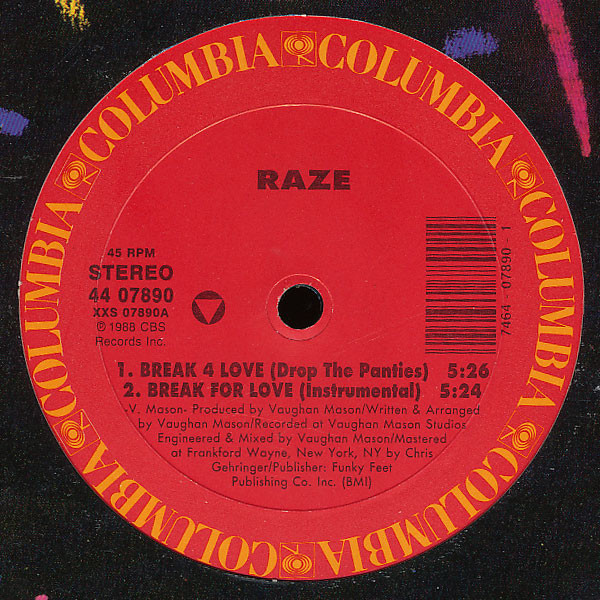 COLUMBIA COLUMBIA COLUMBIA COLUMBIA COLUMBIA COLUMBIA COLUMBIA
RAZE
45 RPM
STEREO
44 07890
XXS 07890A
℗ 1988 CBS
Records Inc.
7464 - 07890 - 1
1. BREAK 4 LOVE (Drop The Panties) 5:26
2. BREAK FOR LOVE (Instrumental) 5:24
-V. Mason- Produced by Vaughan Mason/Written & Arranged
by Vaughan Mason/Recorded at Vaughan Mason Studios
Engineered & Mixed by Vaughan Mason/Mastered
at Frankford Wayne, New York, NY by Chris
Gehringer/Publisher: Funky Feet
Publishing Co. Inc. (BMI)